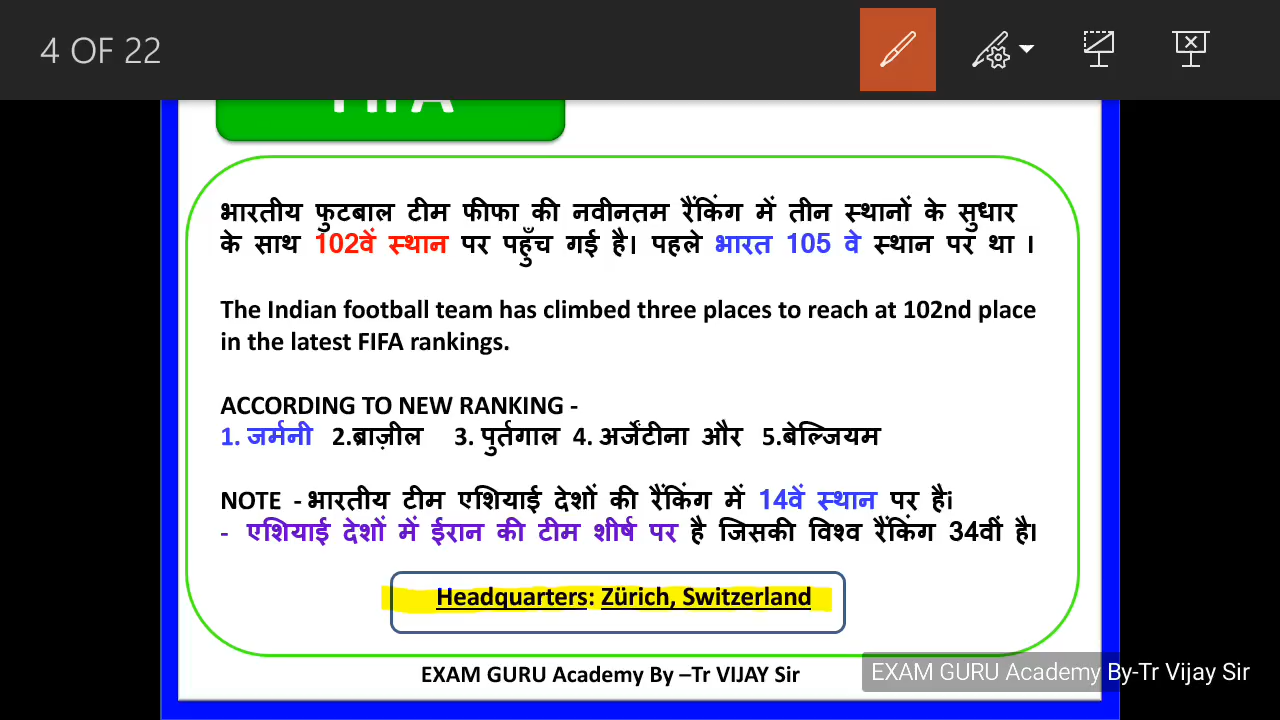 4 OF 22
FIFA
भारतीय फुटबाल टीम फीफा की नवीनतम रैंकिंग में तीन स्थानों के सुधार
के साथ 102वें स्थान पर पहुँच गई है। पहले भारत 105 वे स्थान पर था ।
The Indian football team has climbed three places to reach at 102nd place
in the latest FIFA rankings.
ACCORDING TO NEW RANKING -
1. जर्मनी 2.ब्राज़ील 3. पुर्तगाल 4. अर्जेंटीना और 5.बेल्जियम
NOTE - भारतीय टीम एशियाई देशों की रैंकिंग में 14वें स्थान पर हैi
- एशियाई देशों में ईरान की टीम शीर्ष पर है जिसकी विश्व रैंकिंग 34वीं है।
Headquarters: Zürich, Switzerland
EXAM GURU Academy By –Tr VIJAY Sir
EXAM GURU Academy By-Tr Vijay Sir